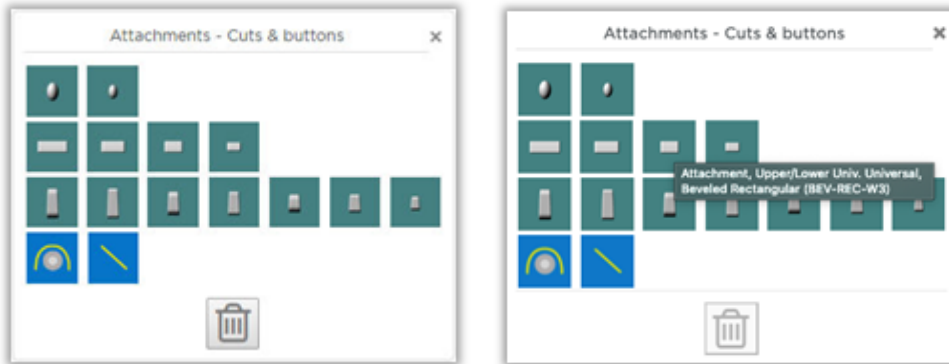 Attachments - Cuts & buttons
Attachments - Cuts & buttons
Attachment, Upper/Lower Univ. Universal,
Beveled Rectangular (BEV-REC-W3)